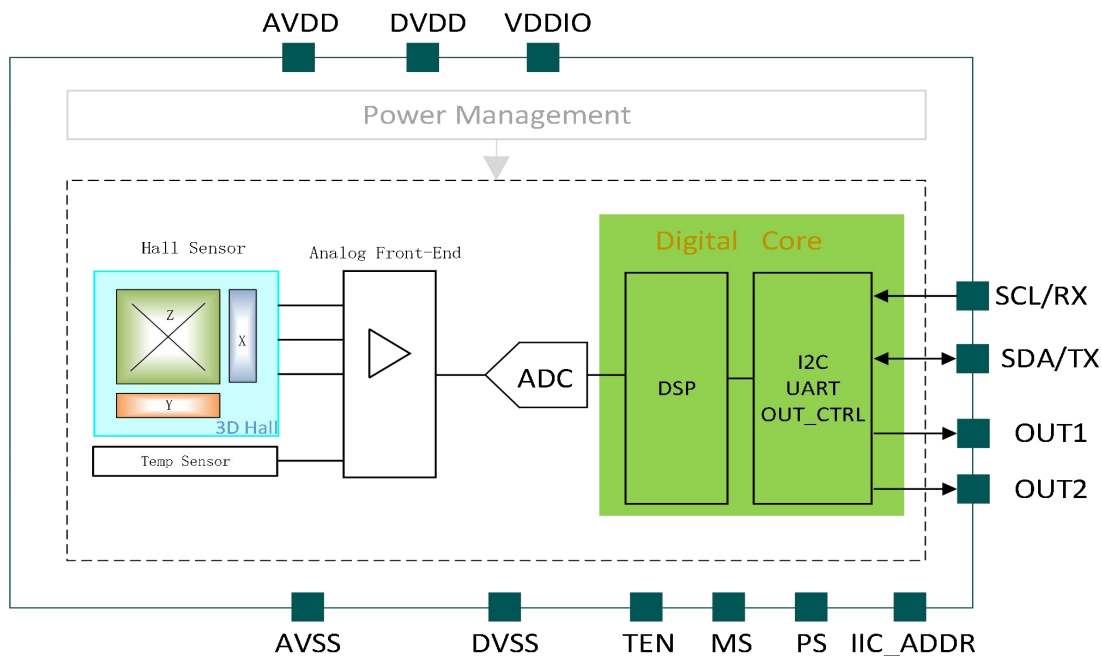 AVDD DVDD VDDIO
Power Management
Hall Sensor
Analog Front-End
Digital Core
Z
X
Y
3D Hall
Temp Sensor
ADC
DSP
I2C
UART
OUT_CTRL
SCL/RX
SDA/TX
OUT1
OUT2
AVSS DVSS TEN MS PS IIC_ADDR